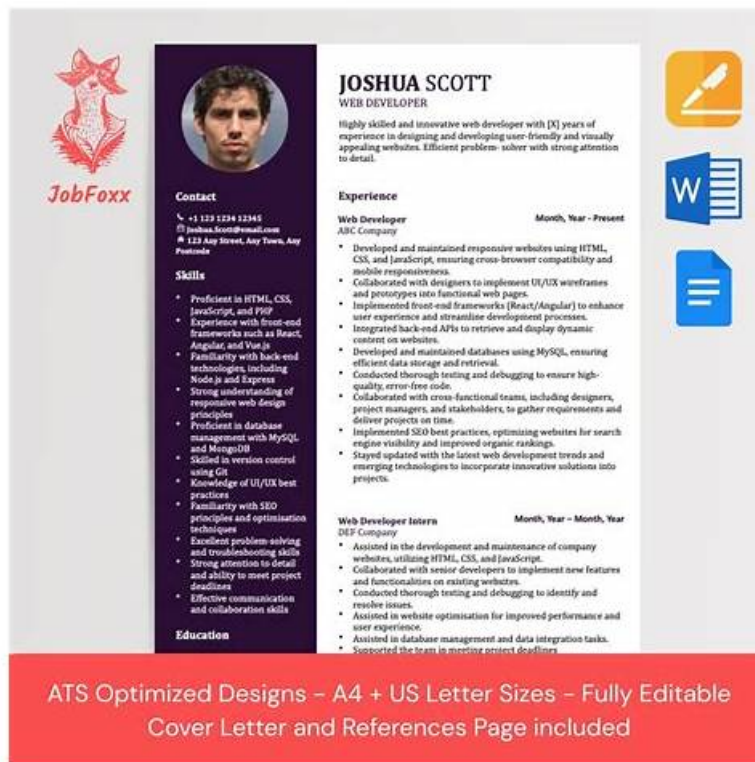 JobFoxx
JOSHUA SCOTT
WEB DEVELOPER
Highly skilled and innovative web developer with [X] years of
experience in designing and developing user-friendly and visually
appealing websites. Efficient problem- solver with strong attention
to detail.
Contact
+1 123 1234 12345
Joshua.Scott@email.com
123 Any Street, Any Town, Any
Postcode
Skills
* Proficient in HTML, CSS,
JavaScript, and PHP
* Experience with front-end
frameworks such as React,
Angular, and Vue.js
* Familiarity with back-end
technologies, including
Node.js and Express
* Strong understanding of
responsive web design
principles
* Proficient in database
management with MySQL
and MongoDB
* Skilled in version control
using Git
* Knowledge of UI/UX best
practices
* Familiarity with SEO
principles and optimisation
techniques
* Excellent problem-solving
and troubleshooting skills
* Strong attention to detail
and ability to meet project
deadlines
* Effective communication
and collaboration skills
Education
Experience
Web Developer Month, Year - Present
ABC Company
* Developed and maintained responsive websites using HTML,
CSS, and JavaScript, ensuring cross-browser compatibility and
mobile responsiveness.
* Collaborated with designers to implement UI/UX wireframes
and prototypes into functional web pages.
* Implemented front-end frameworks (React/Angular) to enhance
user experience and streamline development processes.
* Integrated back-end APIs to retrieve and display dynamic
content on websites.
* Developed and maintained databases using MySQL, ensuring
efficient data storage and retrieval.
* Conducted thorough testing and debugging to ensure high-
quality, error-free code.
* Collaborated with cross-functional teams, including designers,
project managers, and stakeholders, to gather requirements and
deliver projects on time.
* Implemented SEO best practices, optimizing websites for search
engine visibility and improved organic rankings.
* Stayed updated with the latest web development trends and
emerging technologies to incorporate innovative solutions into
projects.
Web Developer Intern Month, Year – Month, Year
DEF Company
* Assisted in the development and maintenance of company
websites, utilizing HTML, CSS, and JavaScript.
* Collaborated with senior developers to implement new features
and functionalities on existing websites.
* Conducted thorough testing and debugging to identify and
resolve issues.
* Assisted in website optimisation for improved performance and
user experience.
* Assisted in database management and data integration tasks.
* Supported the team in meeting project deadlines
W
ATS Optimized Designs - A4 + US Letter Sizes - Fully Editable
Cover Letter and References Page included